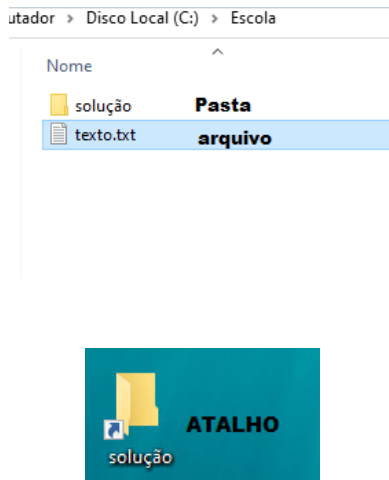 utador > Disco Local (C:) > Escola
Nome
solução Pasta
texto.txt arquivo
ATALHO
solução